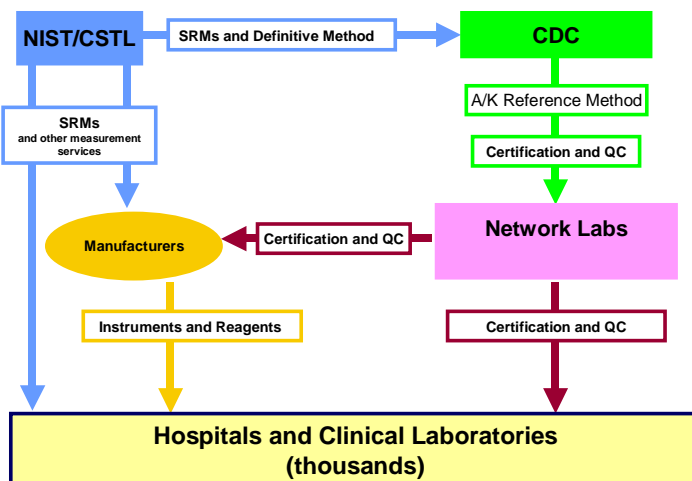 NIST/CSTL
SRMs and Definitive Method
CDC
A/K Reference Method
SRMs
and other measurement
services
Certification and QC
Manufacturers
Certification and QC
Network Labs
Instruments and Reagents
Certification and QC
Hospitals and Clinical Laboratories
(thousands)